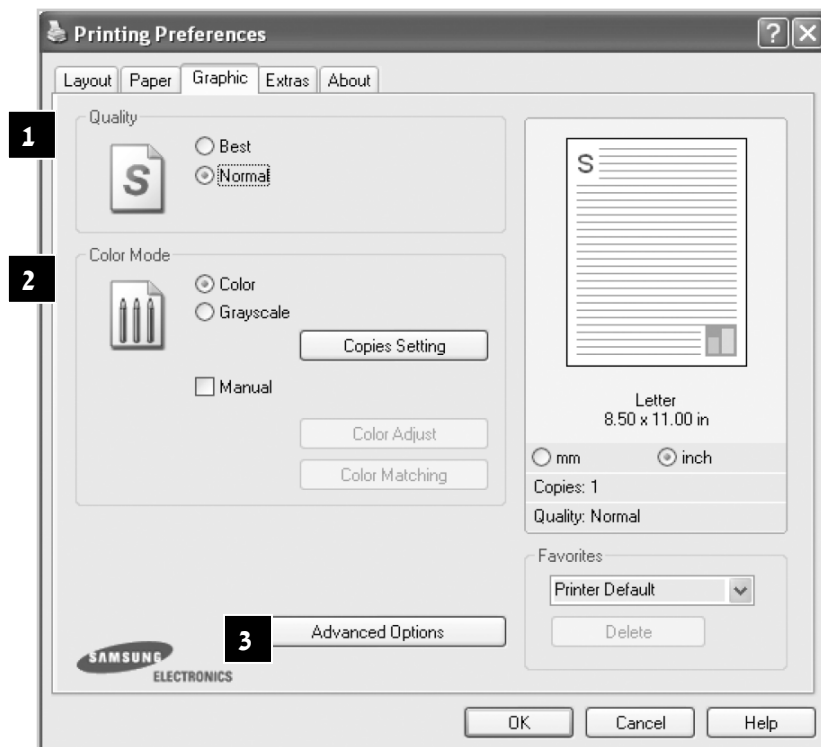 Printing Preferences
Layout Paper Graphic Extras About
1
Quality
S
Best
Normal
2
Color Mode
Color
Grayscale
Copies Setting
Manual
Color Adjust
Color Matching
3
Advanced Options
SAMSUNG
ELECTRONICS
S
Letter
8.50 x 11.00 in
mm inch
Copies: 1
Quality: Normal
Favorites
Printer Default
Delete
OK Cancel Help